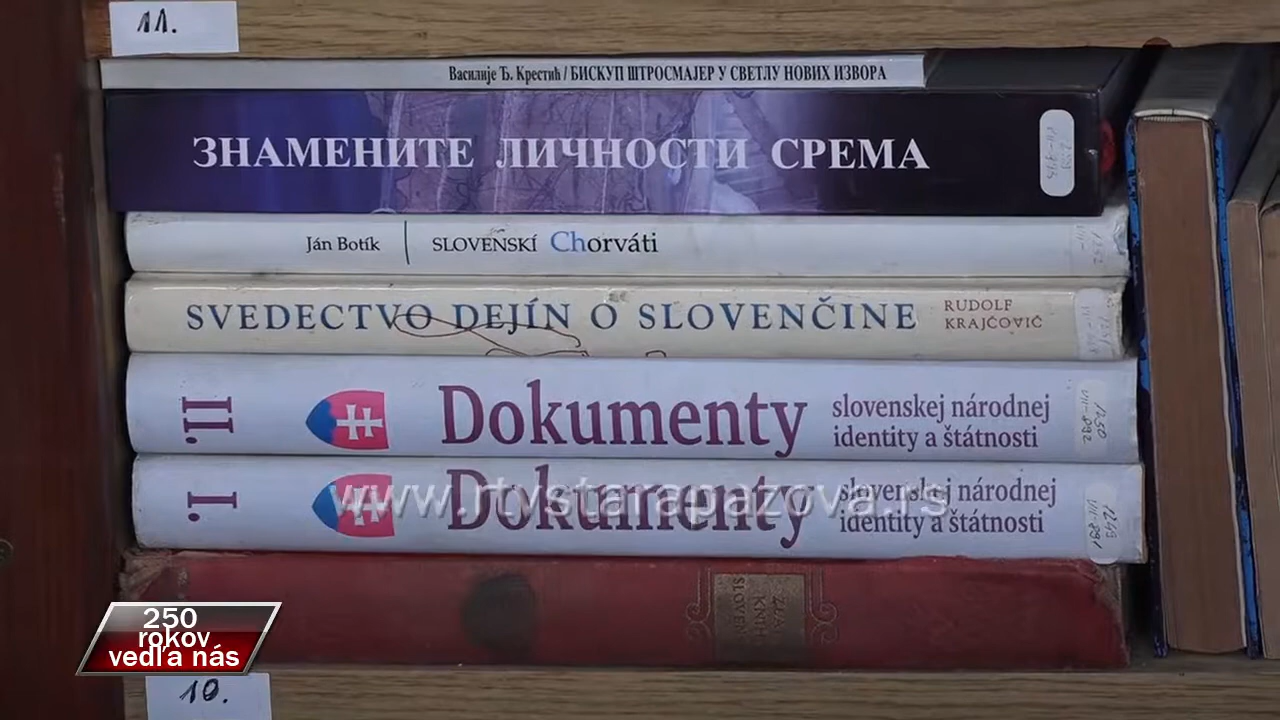 11.
Василије Ђ. Крестић / БИСКУП ШТРОСМАЈЕР У СВЕТЛУ НОВИХ ИЗВОРА
ЗНАМЕНИТЕ ЛИЧНОСТИ СРЕМА
Ján Botík SLOVENSKÍ Chorváti
SVEDECTVO DEJÍN O SLOVENČINE RUDOLF
KRAJČOVIČ
II. Dokumenty slovenskej národnej
identity a štátnosti
I. Dokumenty slovenskej národnej
identity a štátnosti
www.rtvstarapazova.rs
KNIH
SLOVEN
250
rokov
vedľa nás
10.